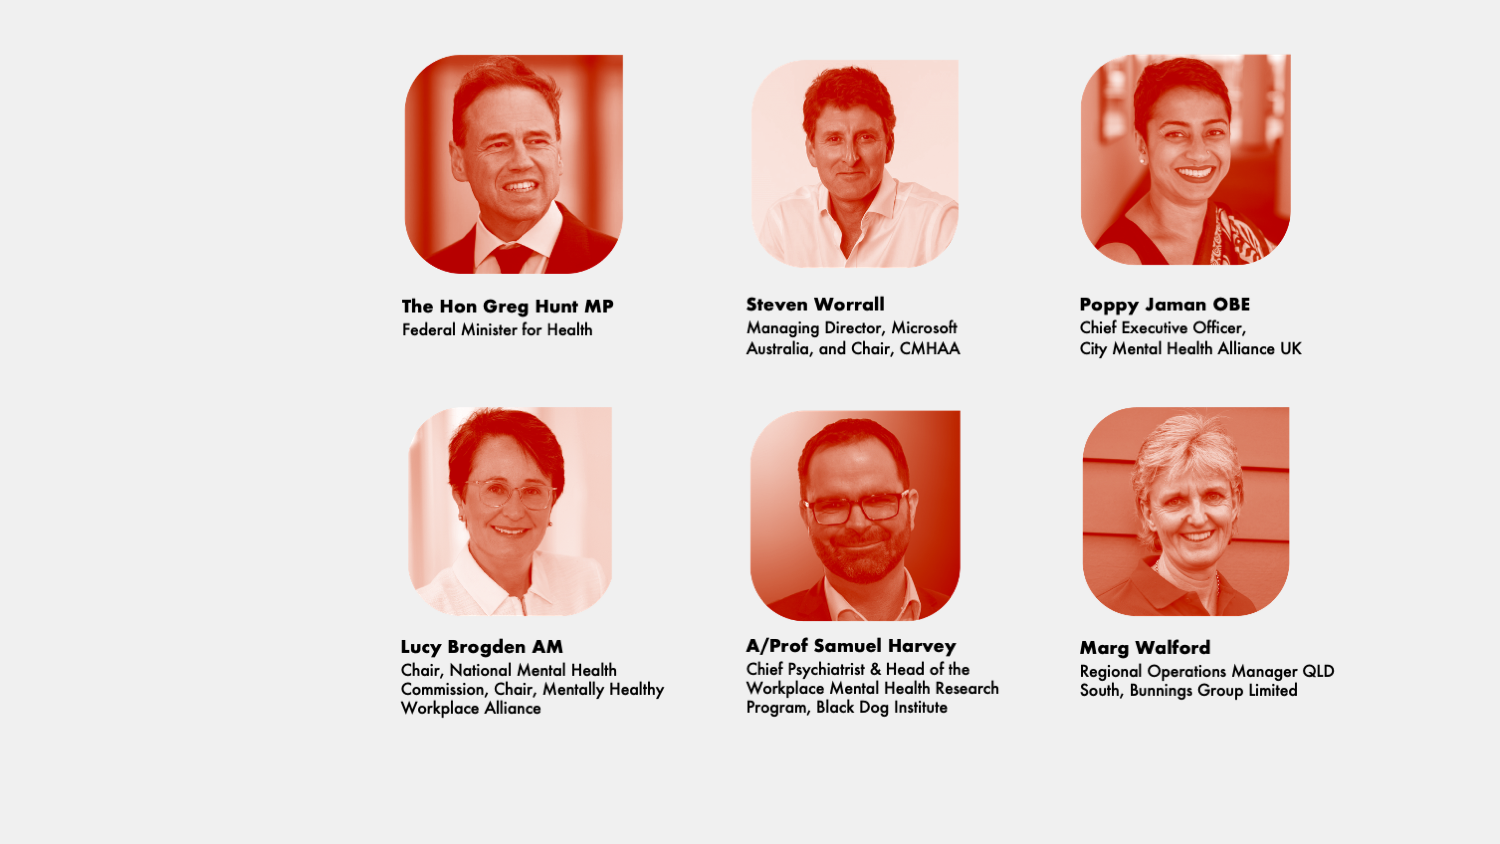 The Hon Greg Hunt MP
Federal Minister for Health
Steven Worrall
Managing Director, Microsoft
Australia, and Chair, CMHAA
Poppy Jaman OBE
Chief Executive Officer,
City Mental Health Alliance UK
Lucy Brogden AM
Chair, National Mental Health
Commission, Chair, Mentally Healthy
Workplace Alliance
A/Prof Samuel Harvey
Chief Psychiatrist & Head of the
Workplace Mental Health Research
Program, Black Dog Institute
Marg Walford
Regional Operations Manager QLD
South, Bunnings Group Limited